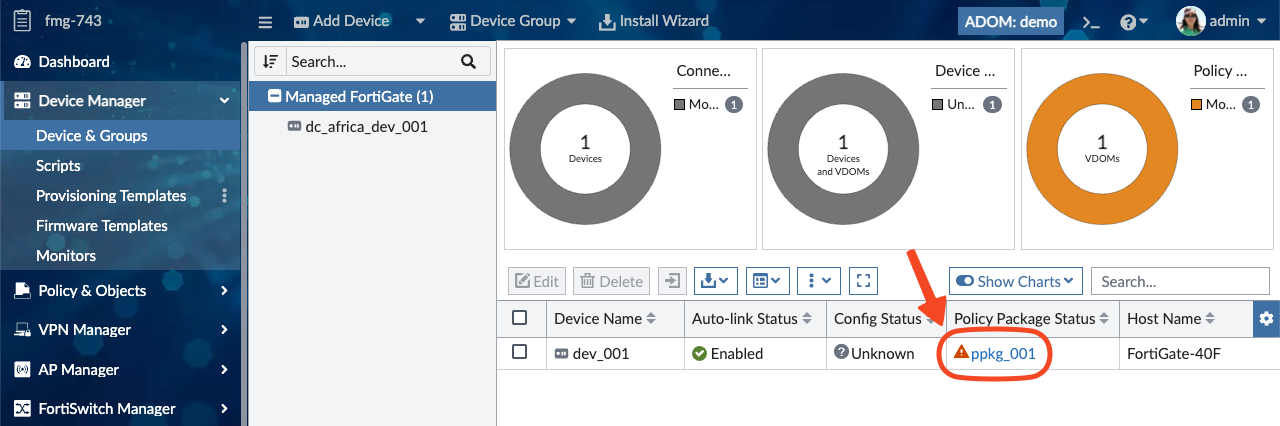 fmg-743
Add Device
Device Group
Install Wizard
ADOM: demo
>_
?
admin
Dashboard
Device Manager
Device & Groups
Scripts
Provisioning Templates
Firmware Templates
Monitors
Policy & Objects
VPN Manager
AP Manager
FortiSwitch Manager
Search...
Managed FortiGate (1)
dc_africa_dev_001
1
Devices
Conne...
Mo... 1
1
Devices
and VDOMs
Device ...
Un... 1
1
VDOMs
Policy ...
Mo... 1
Edit
Delete
Show Charts
Search...
Device Name
Auto-link Status
Config Status
Policy Package Status
Host Name
dev_001
Enabled
Unknown
ppkg_001
FortiGate-40F